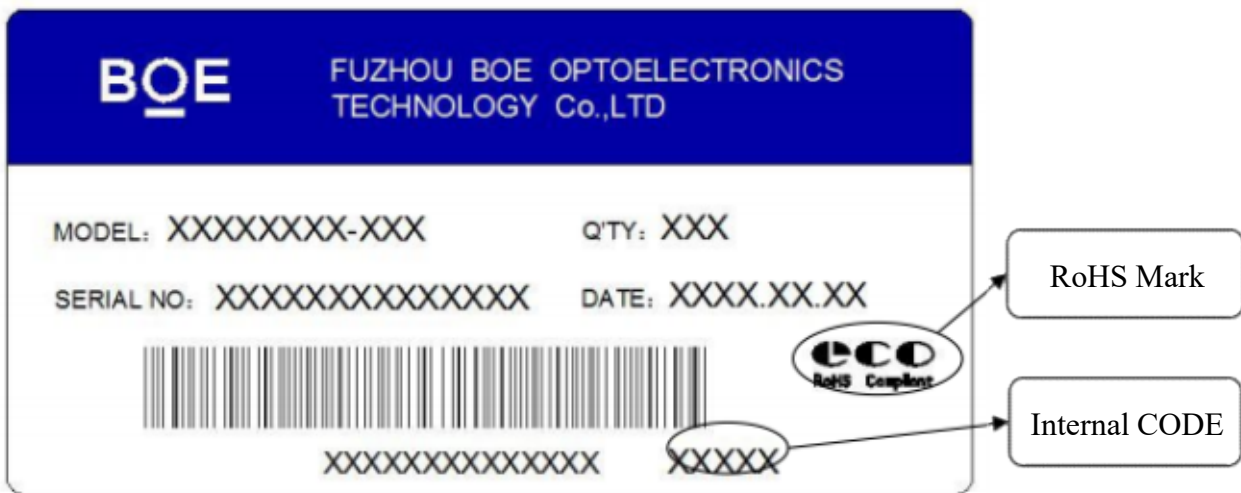 BOE
FUZHOU BOE OPTOELECTRONICS
TECHNOLOGY Co.,LTD
MODEL: XXXXXXXX-XXX
Q'TY: XXX
SERIAL NO: XXXXXXXXXXXXXX
DATE: XXXX.XX.XX
eco
RoHS Compliant
XXXXXXXXXXXXXX
XXXXX
RoHS Mark
Internal CODE